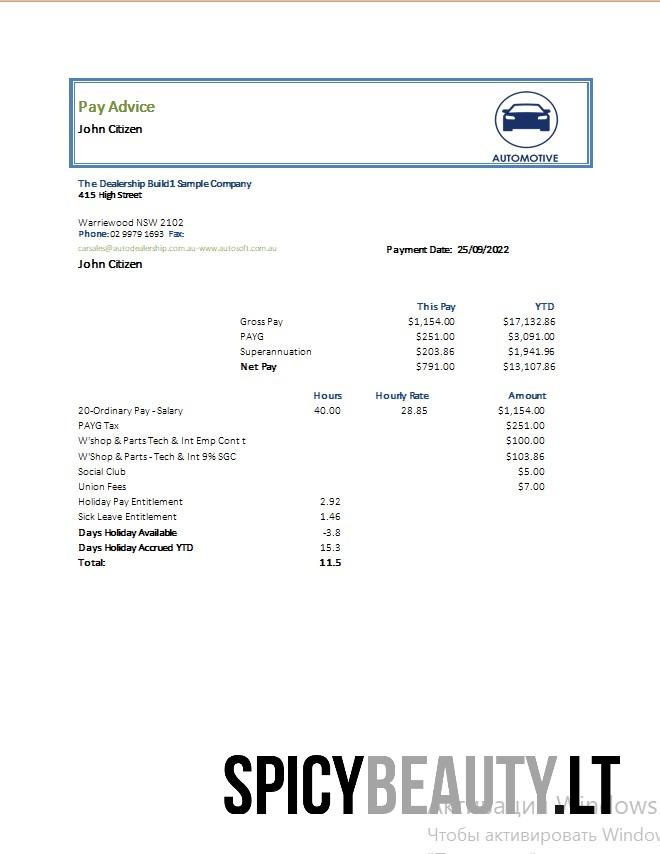 Pay Advice
John Citizen
AUTOMOTIVE
The Dealership Build1 Sample Company
415 High Street
Warriewood NSW 2102
Phone: 02 9979 1693 Fax:
carsales@autodealership.com.au-www.autosoft.com.au
Payment Date: 25/09/2022
John Citizen
This Pay YTD
Gross Pay $1,154.00 $17,132.86
PAYG $251.00 $3,091.00
Superannuation $203.86 $1,941.96
Net Pay $791.00 $13,107.86
Hours Hourly Rate Amount
20-Ordinary Pay - Salary 40.00 28.85 $1,154.00
PAYG Tax $251.00
W'shop & Parts Tech & Int Emp Cont t $100.00
W'Shop & Parts - Tech & Int 9% SGC $103.86
Social Club $5.00
Union Fees $7.00
Holiday Pay Entitlement 2.92
Sick Leave Entitlement 1.46
Days Holiday Available -3.8
Days Holiday Accrued YTD 15.3
Total: 11.5
SPICYBEAUTY.LT
Активация Windows
Чтобы активировать Window